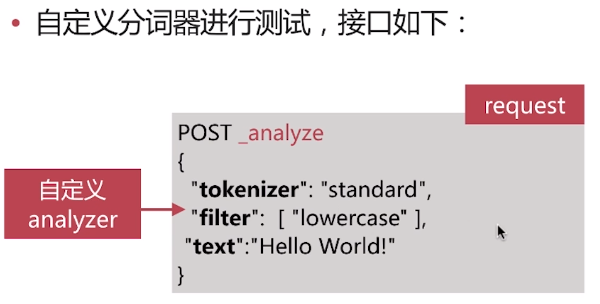 • 自定义分词器进行测试，接口如下：
request
POST _analyze
{
"tokenizer": "standard",
自定义
analyzer
"filter":  [ "lowercase" ],
"text":"Hello World!"
}